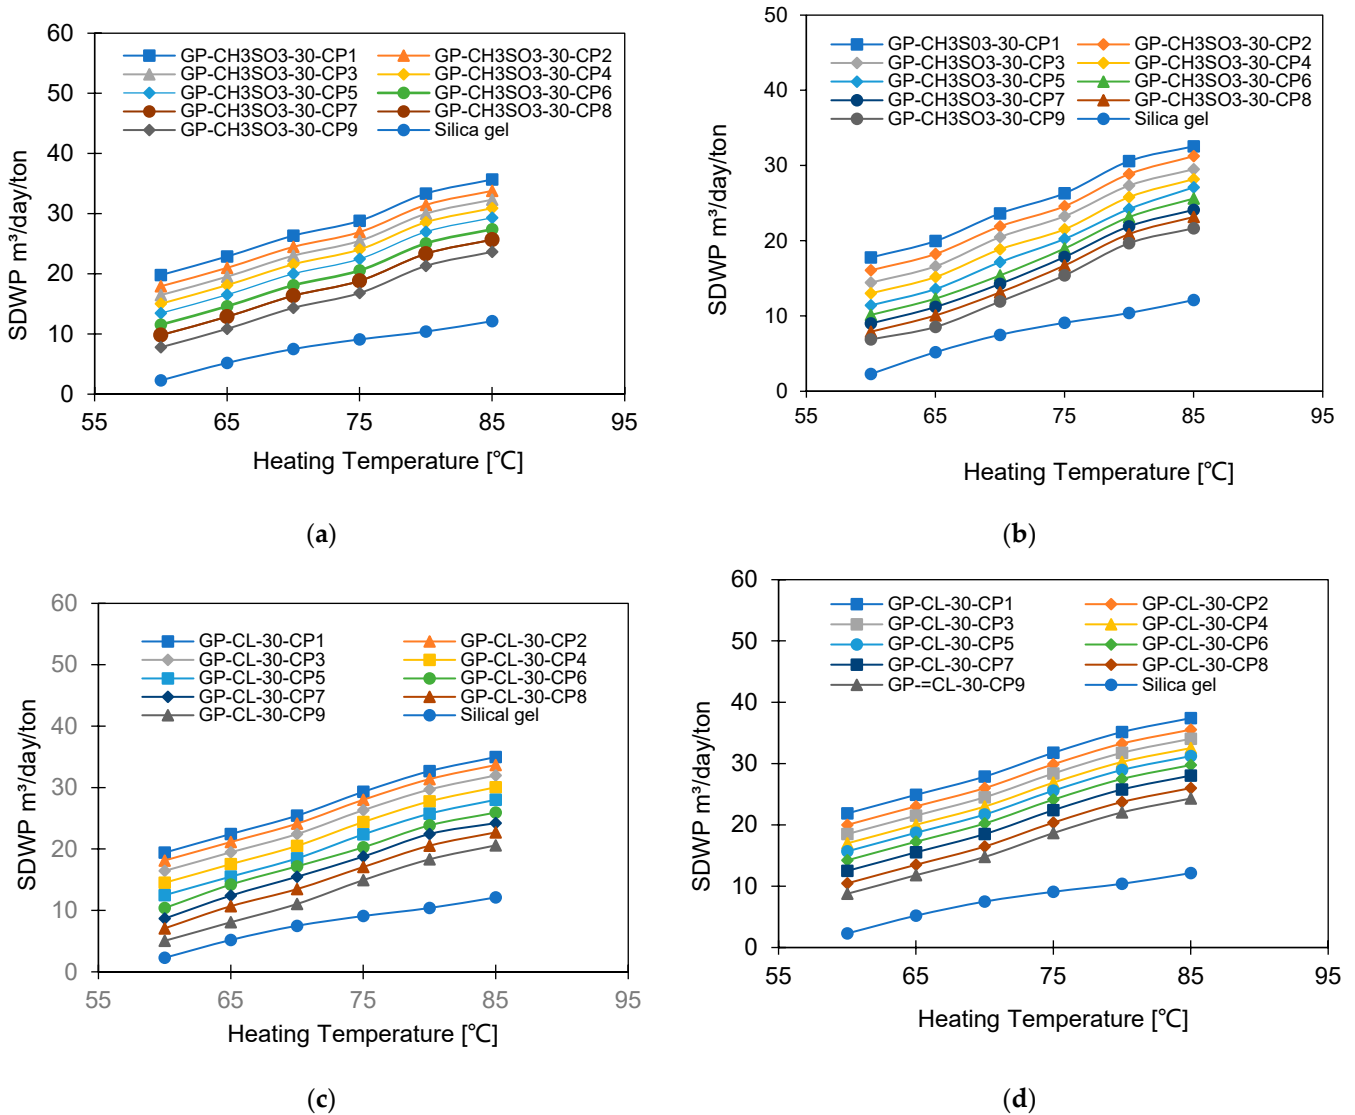 60
50
40
30
20
10
0
SDWP m³/day/ton
GP-CH3SO3-30-CP1 GP-CH3SO3-30-CP2
GP-CH3SO3-30-CP3 GP-CH3SO3-30-CP4
GP-CH3SO3-30-CP5 GP-CH3SO3-30-CP6
GP-CH3SO3-30-CP7 GP-CH3SO3-30-CP8
GP-CH3SO3-30-CP9 Silica gel
55 65 75 85 95
Heating Temperature [℃]
(a)
50
40
30
20
10
0
SDWP m³/day/ton
GP-CH3S03-30-CP1 GP-CH3SO3-30-CP2
GP-CH3SO3-30-CP3 GP-CH3SO3-30-CP4
GP-CH3SO3-30-CP5 GP-CH3SO3-30-CP6
GP-CH3SO3-30-CP7 GP-CH3SO3-30-CP8
GP-CH3SO3-30-CP9 Silica gel
55 65 75 85 95
Heating Temperature [℃]
(b)
60
50
40
30
20
10
0
SDWP m³/day/ton
GP-CL-30-CP1 GP-CL-30-CP2
GP-CL-30-CP3 GP-CL-30-CP4
GP-CL-30-CP5 GP-CL-30-CP6
GP-CL-30-CP7 GP-CL-30-CP8
GP-CL-30-CP9 Silical gel
55 65 75 85 95
Heating Temperature [℃]
(c)
60
50
40
30
20
10
0
SDWP m³/day/ton
GP-CL-30-CP1 GP-CL-30-CP2
GP-CL-30-CP3 GP-CL-30-CP4
GP-CL-30-CP5 GP-CL-30-CP6
GP-CL-30-CP7 GP-CL-30-CP8
GP-=CL-30-CP9 Silica gel
55 65 75 85 95
Heating Temperature [℃]
(d)